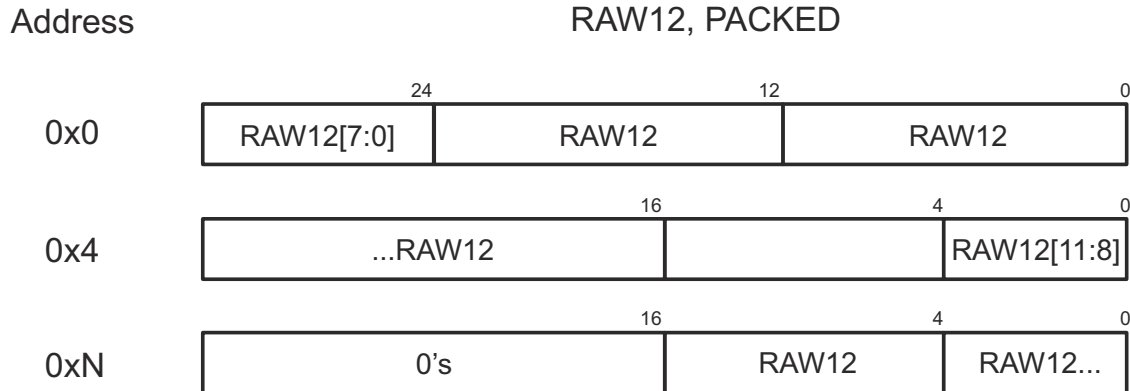 Address RAW12, PACKED
24 12 0
0x0 RAW12[7:0] RAW12 RAW12
16 4 0
0x4 ...RAW12 RAW12[11:8]
16 4 0
0xN 0's RAW12 RAW12...